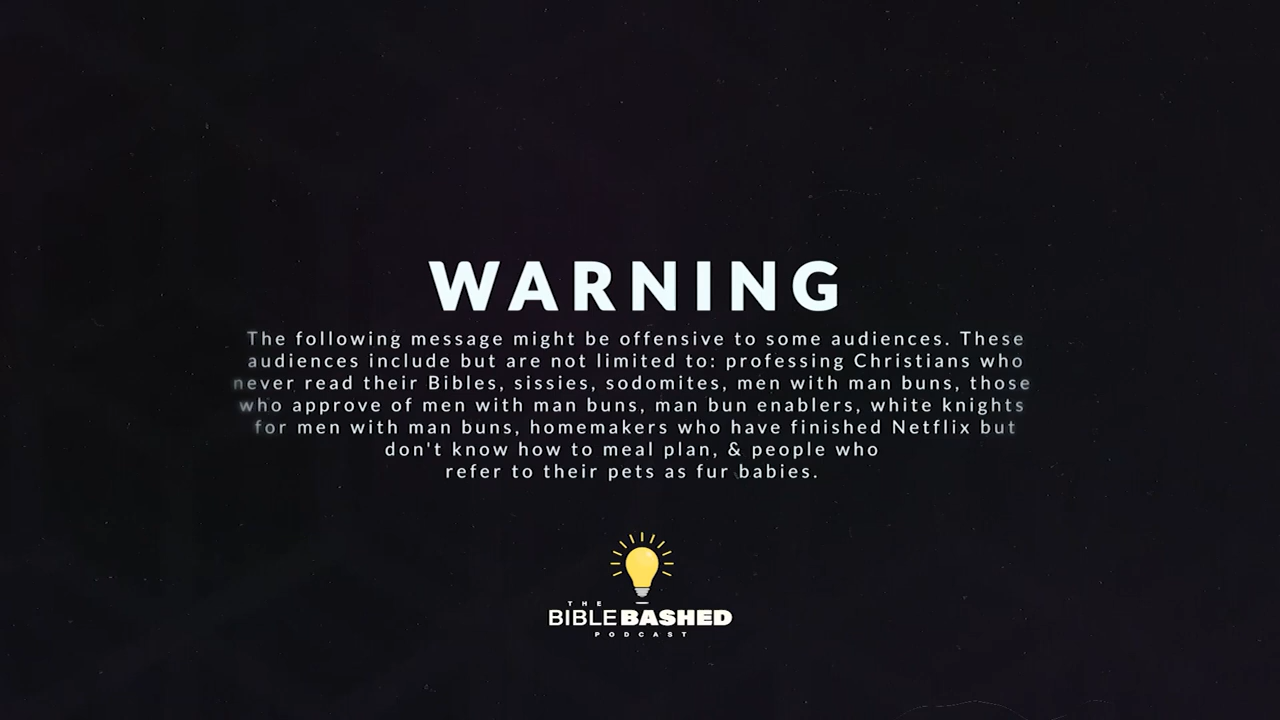 WARNING
The following message might be offensive to some audiences. These
audiences include but are not limited to: professing Christians who
never read their Bibles, sissies, sodomites, men with man buns, those
who approve of men with man buns, man bun enablers, white knights
for men with man buns, homemakers who have finished Netflix but
don't know how to meal plan, & people who
refer to their pets as fur babies.
THE
BIBLE BASHED
PODCAST